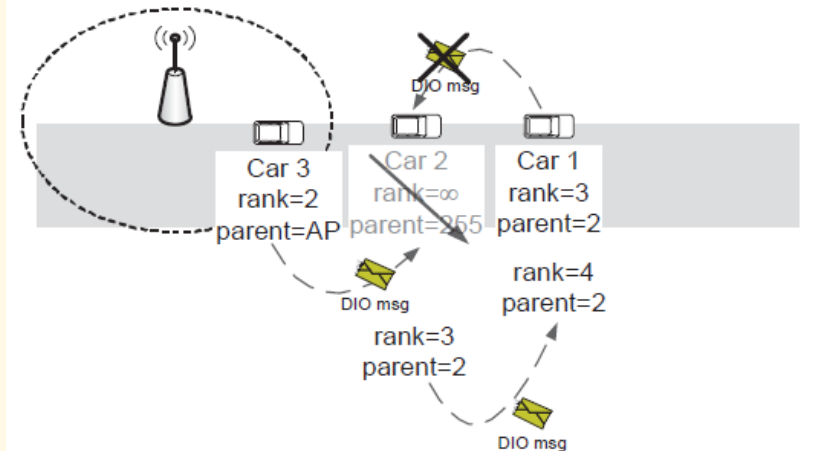 DIO msg
Car 3
rank=2
parent=AP
Car 2
rank=∞
parent=255
Car 1
rank=3
parent=2
DIO msg
rank=3
parent=2
rank=4
parent=2
DIO msg